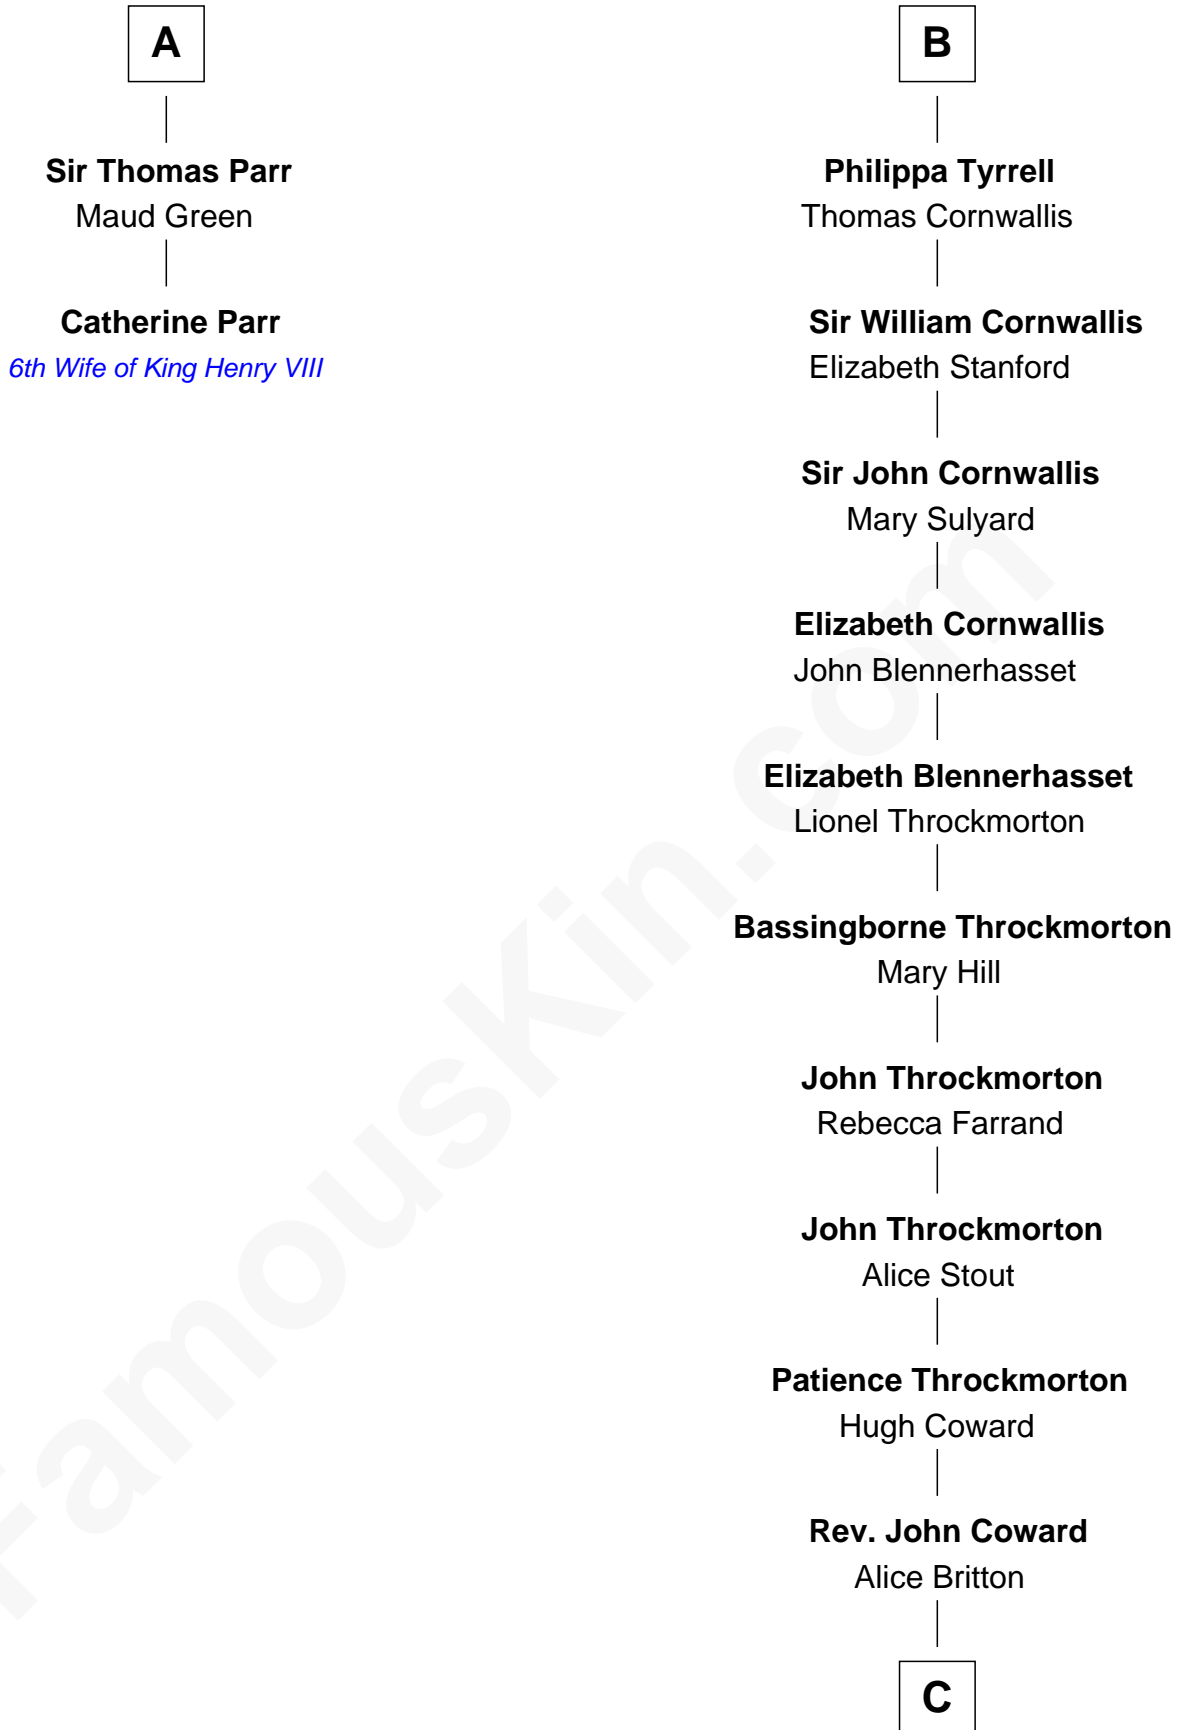 A
Sir Thomas Parr
Maud Green
Catherine Parr
6th Wife of King Henry VIII
B
Philippa Tyrrell
Thomas Cornwallis
Sir William Cornwallis
Elizabeth Stanford
Sir John Cornwallis
Mary Sulyard
Elizabeth Cornwallis
John Blennerhasset
Elizabeth Blennerhasset
Lionel Throckmorton
Bassingborne Throckmorton
Mary Hill
John Throckmorton
Rebecca Farrand
John Throckmorton
Alice Stout
Patience Throckmorton
Hugh Coward
Rev. John Coward
Alice Britton
C
FamousKin.com